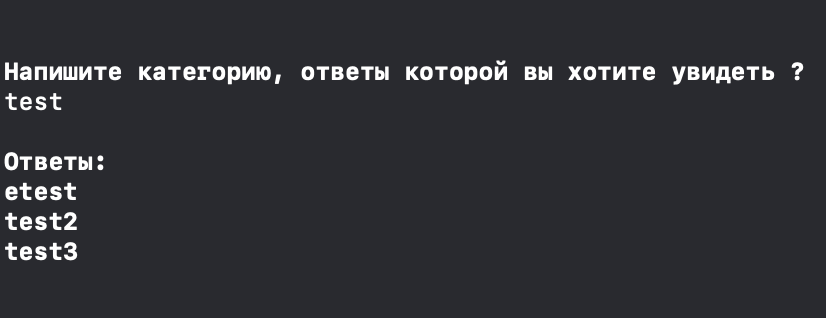 Напишите категорию, ответы которой вы хотите увидеть ?
test
Ответы:
etest
test2
test3